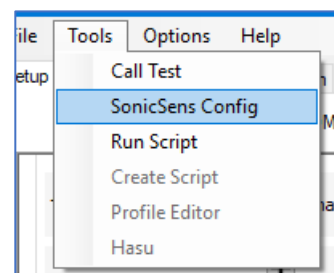 ile Tools Options Help
etup
Call Test
SonicSens Config
Run Script
Create Script
Profile Editor
Hasu